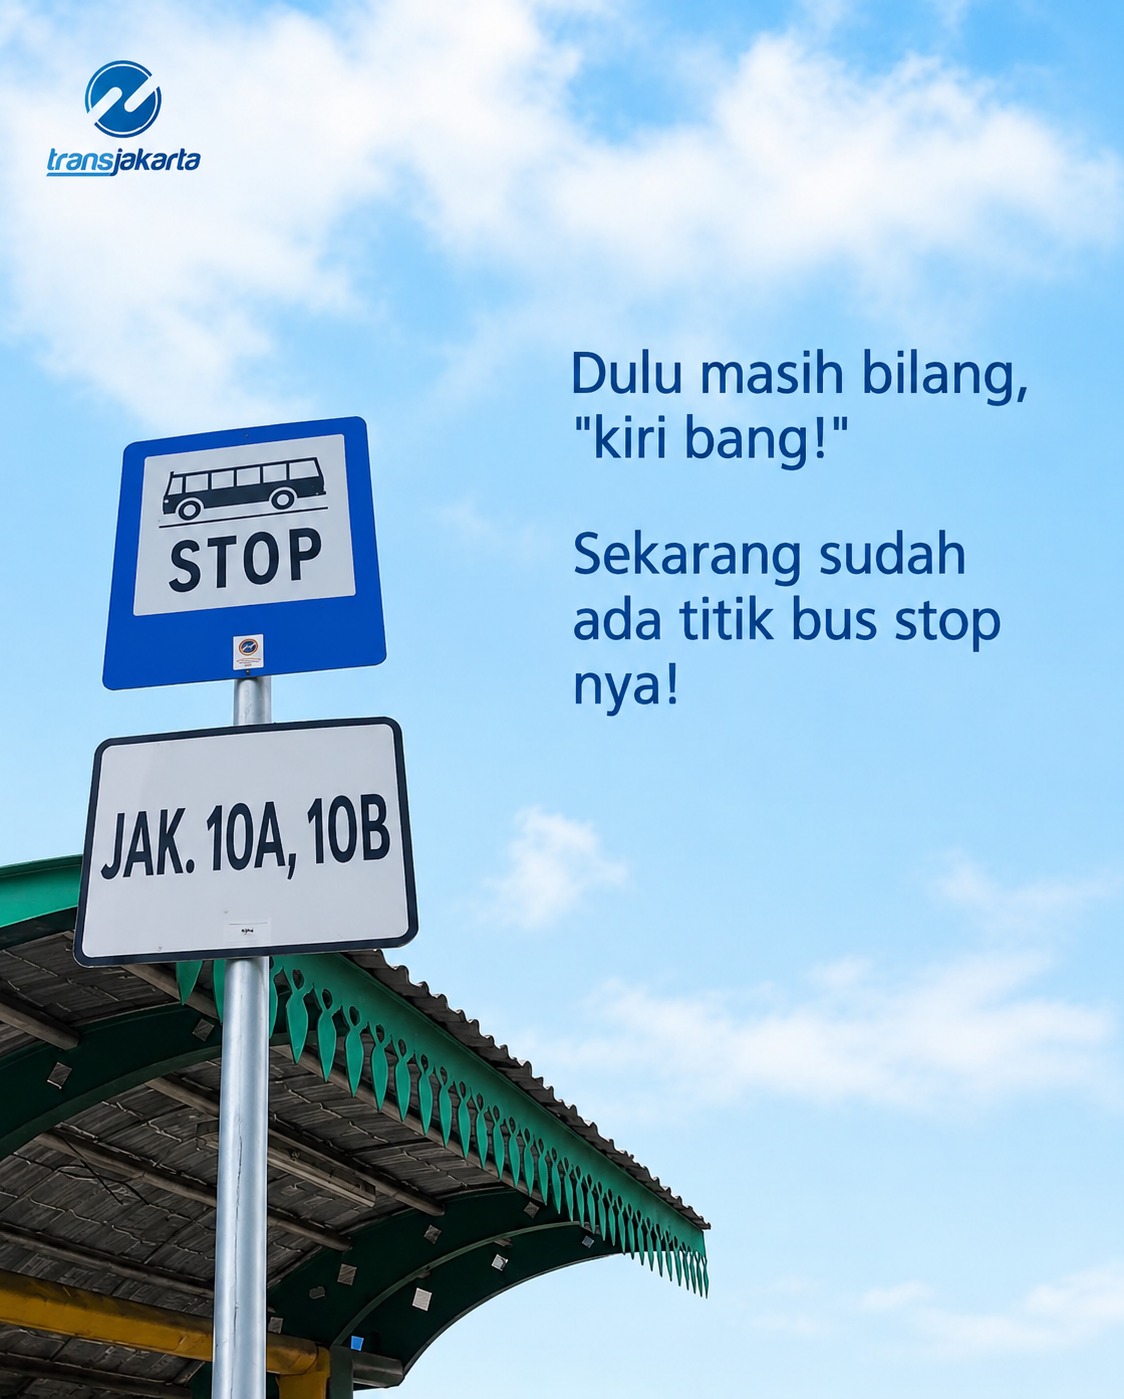 transjakarta
Dulu masih bilang,
"kiri bang!"
Sekarang sudah
ada titik bus stop
nya!
STOP
JAK. 10A, 10B